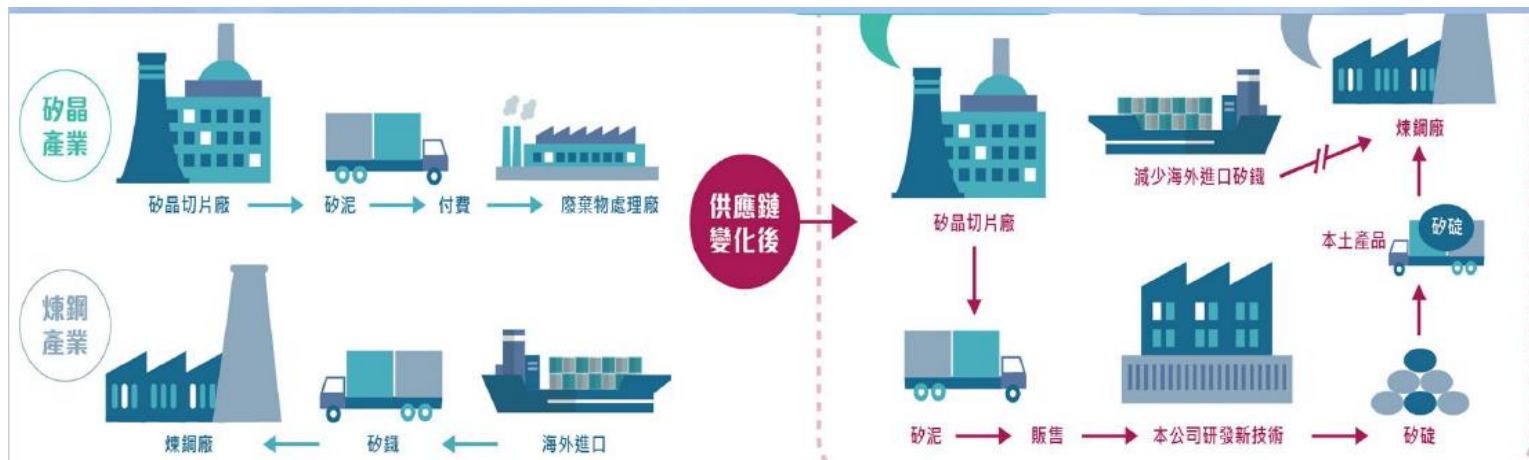 矽晶
產業
矽晶切片廠
矽泥
付費
廢棄物處理廠
煉鋼
產業
煉鋼廠
矽鐵
海外進口
供應鏈
變化後
矽晶切片廠
減少海外進口矽鐵
煉鋼廠
本土產品
矽碇
矽泥
販售
本公司研發新技術
矽碇